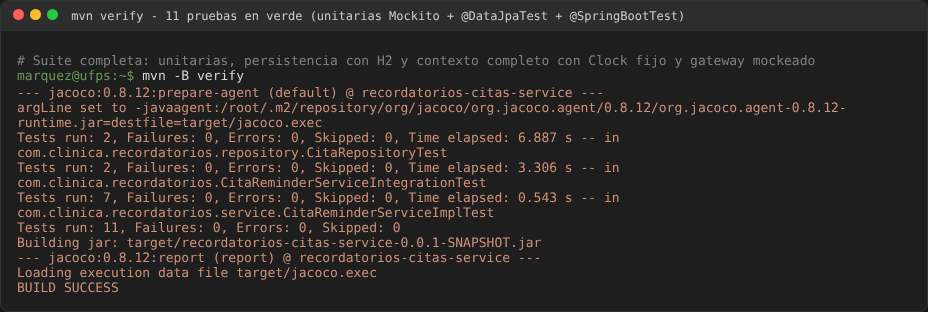 mvn verify - 11 pruebas en verde (unitarias Mockito + @DataJpaTest + @SpringBootTest)
# Suite completa: unitarias, persistencia con H2 y contexto completo con Clock fijo y gateway mockeado
marquez@ufps:~$ mvn -B verify
--- jacoco:0.8.12:prepare-agent (default) @ recordatorios-citas-service ---
argLine set to -javaagent:/root/.m2/repository/org/jacoco/org.jacoco.agent/0.8.12/org.jacoco.agent-0.8.12-
runtime.jar=destfile=target/jacoco.exec
Tests run: 2, Failures: 0, Errors: 0, Skipped: 0, Time elapsed: 6.887 s -- in
com.clinica.recordatorios.repository.CitaRepositoryTest
Tests run: 2, Failures: 0, Errors: 0, Skipped: 0, Time elapsed: 3.306 s -- in
com.clinica.recordatorios.CitaReminderServiceIntegrationTest
Tests run: 7, Failures: 0, Errors: 0, Skipped: 0, Time elapsed: 0.543 s -- in
com.clinica.recordatorios.service.CitaReminderServiceImplTest
Tests run: 11, Failures: 0, Errors: 0, Skipped: 0
Building jar: target/recordatorios-citas-service-0.0.1-SNAPSHOT.jar
--- jacoco:0.8.12:report (report) @ recordatorios-citas-service ---
Loading execution data file target/jacoco.exec
BUILD SUCCESS